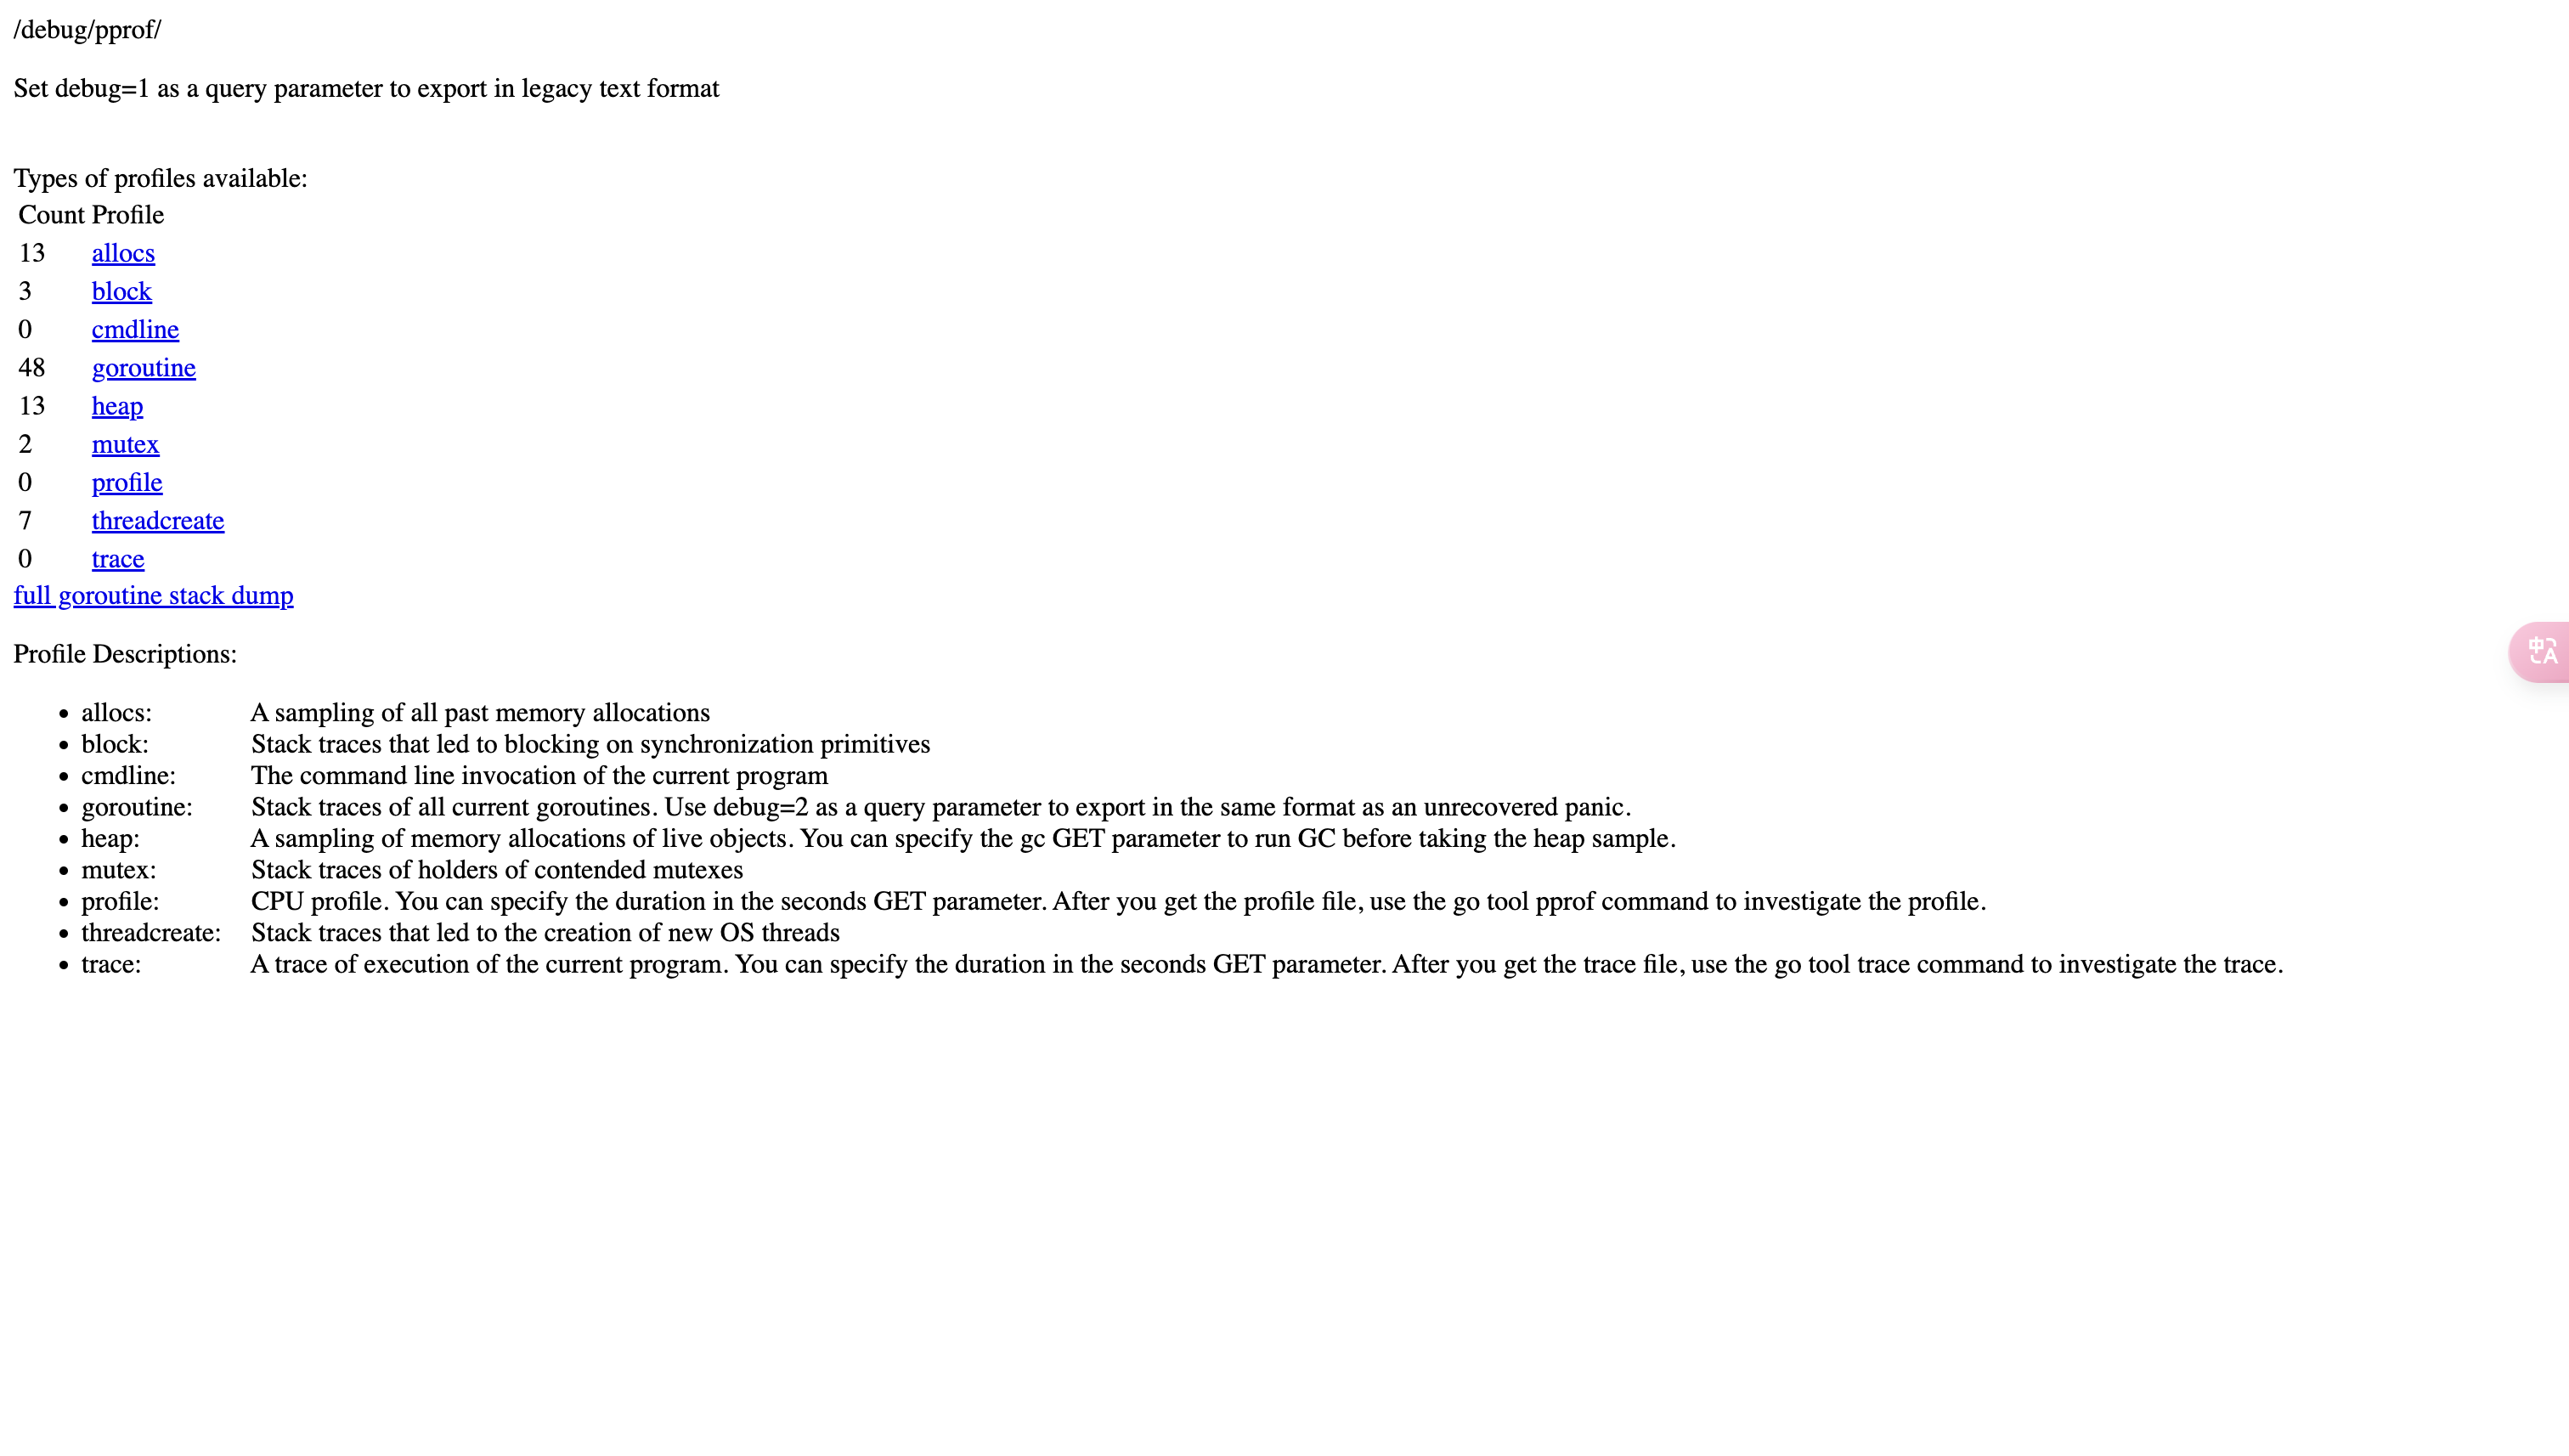 /debug/pprof/
Set debug=1 as a query parameter to export in legacy text format
Types of profiles available:
Count Profile
13 allocs
3 block
0 cmdline
48 goroutine
13 heap
2 mutex
0 profile
7 threadcreate
0 trace
full goroutine stack dump
Profile Descriptions:
• allocs: A sampling of all past memory allocations
• block: Stack traces that led to blocking on synchronization primitives
• cmdline: The command line invocation of the current program
• goroutine: Stack traces of all current goroutines. Use debug=2 as a query parameter to export in the same format as an unrecovered panic.
• heap: A sampling of memory allocations of live objects. You can specify the gc GET parameter to run GC before taking the heap sample.
• mutex: Stack traces of holders of contended mutexes
• profile: CPU profile. You can specify the duration in the seconds GET parameter. After you get the profile file, use the go tool pprof command to investigate the profile.
• threadcreate: Stack traces that led to the creation of new OS threads
• trace: A trace of execution of the current program. You can specify the duration in the seconds GET parameter. After you get the trace file, use the go tool trace command to investigate the trace.
中A